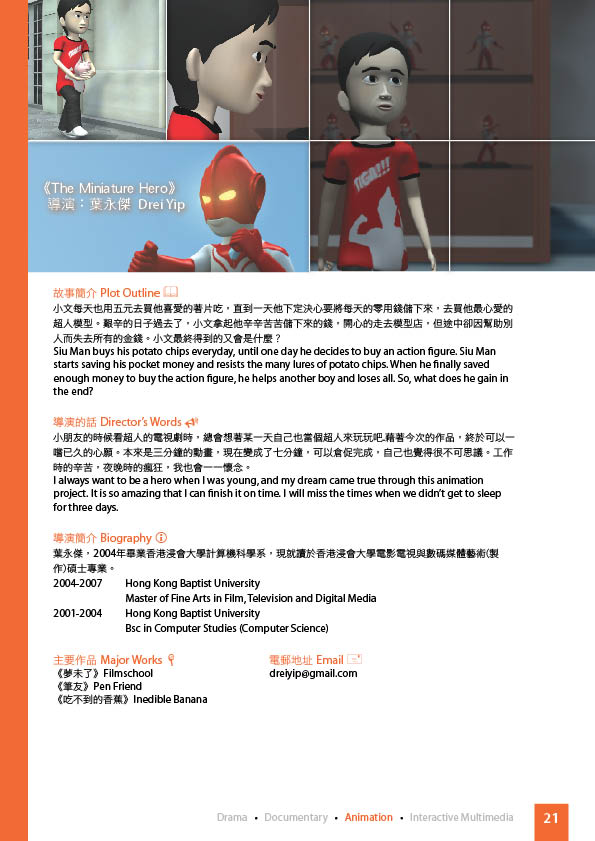 《The Miniature Hero》
導演：葉永傑 Drei Yip
TIGA!!!
故事簡介 Plot Outline
小文每天也用五元去買他喜愛的薯片吃，直到一天他下定決心要將每天的零用錢儲下來，去買他最心愛的
超人模型。艱辛的日子過去了，小文拿起他辛辛苦苦儲下來的錢，開心的走去模型店，但途中卻因幫助別
人而失去所有的金錢。小文最終得到的又會是什麼？
Siu Man buys his potato chips everyday, until one day he decides to buy an action figure. Siu Man
starts saving his pocket money and resists the many lures of potato chips. When he finally saved
enough money to buy the action figure, he helps another boy and loses all. So, what does he gain in
the end?
導演的話 Director's Words
小朋友的時候看超人的電視劇時，總會想著某一天自己也當個超人來玩玩吧.藉著今次的作品，終於可以一
嚐已久的心願。本來是三分鐘的動畫，現在變成了七分鐘，可以倉促完成，自己也覺得很不可思議。工作
時的辛苦，夜晚時的瘋狂，我也會一一懷念。
I always want to be a hero when I was young, and my dream came true through this animation
project. It is so amazing that I can finish it on time. I will miss the times when we didn't get to sleep
for three days.
導演簡介 Biography
葉永傑，2004年畢業香港浸會大學計算機科學系，現就讀於香港浸會大學電影電視與數碼媒體藝術(製
作)碩士專業。
2004-2007 Hong Kong Baptist University
Master of Fine Arts in Film, Television and Digital Media
2001-2004 Hong Kong Baptist University
Bsc in Computer Studies (Computer Science)
主要作品 Major Works
《夢未了》Filmschool
《筆友》Pen Friend
《吃不到的香蕉》Inedible Banana
電郵地址 Email
dreiyip@gmail.com
Drama • Documentary • Animation • Interactive Multimedia 21